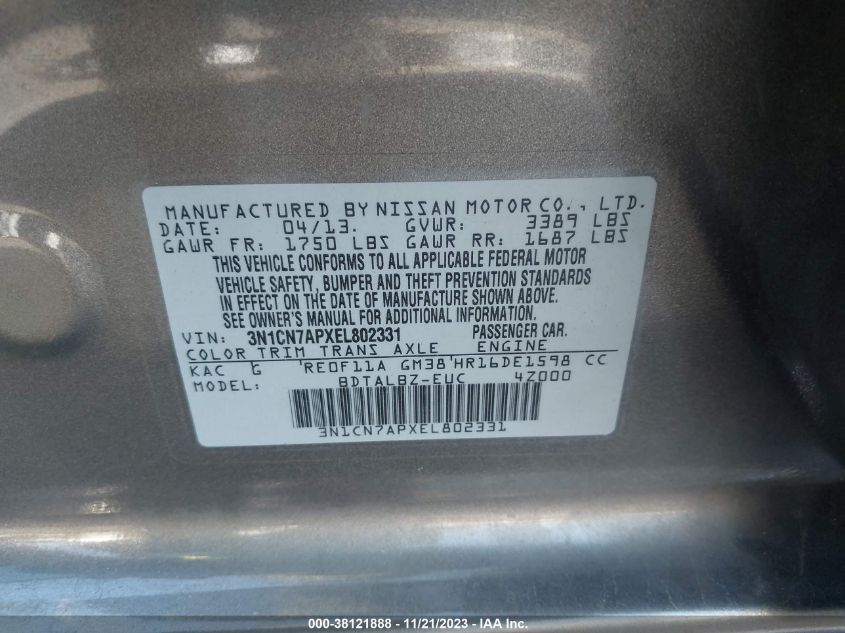 MANUFACTURED BY NISSAN MOTOR CO., LTD.
DATE: 04/13. GVWR: 3389 LBS
GAWR FR: 1750 LBS GAWR RR: 1687 LBS
THIS VEHICLE CONFORMS TO ALL APPLICABLE FEDERAL MOTOR
VEHICLE SAFETY, BUMPER AND THEFT PREVENTION STANDARDS
IN EFFECT ON THE DATE OF MANUFACTURE SHOWN ABOVE.
SEE OWNER'S MANUAL FOR ADDITIONAL INFORMATION.
VIN: 3N1CN7APXEL802331 PASSENGER CAR.
COLOR TRIM TRANS AXLE ENGINE
KAC G RE0F11A GM38 HR16DE1598 CC
MODEL: BDTALBZ-EUC 4Z000
3N1CN7APXEL802331
000-38121888 - 11/21/2023 - IAAI.com